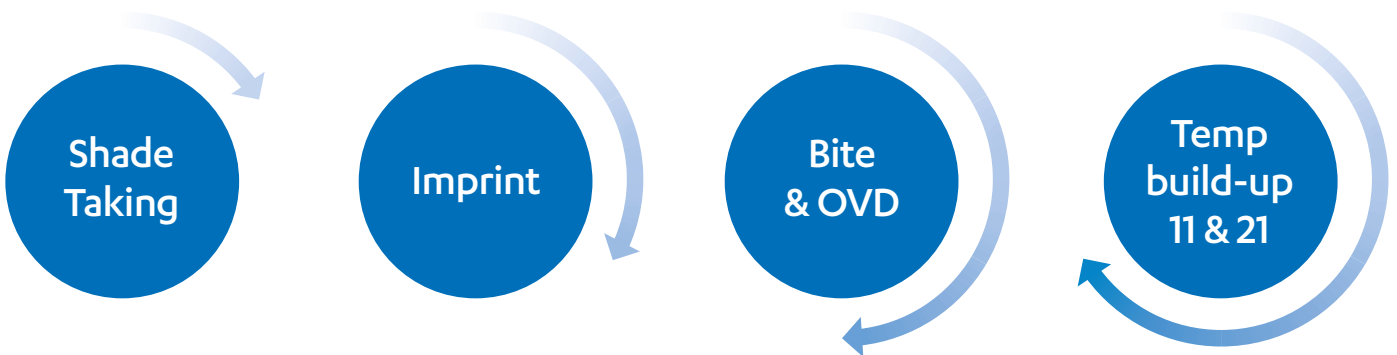 Shade
Taking
Imprint
Bite
& OVD
Temp
build-up
11 & 21